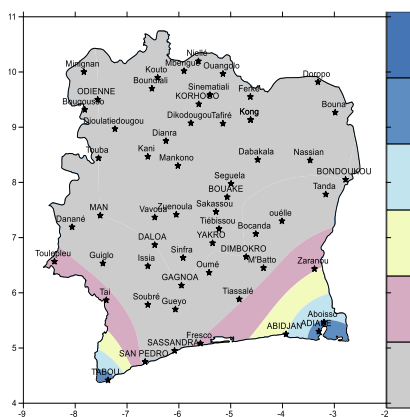 11
Niellé
Minignan
Mbengué
Ouangolo
Kouto
10
Doropo
Boundiali
Sinematiali
ODIENNE
Ferké
KORHOGO
Bougousso
Bouna
Kong
Dikodougou
Tafiré
Dioulatiedougou
9
Dianra
Kani
Touba
Mankono
Dabakala
Nassian
BONDOUKOU
8
Seguela
Tanda
BOUAKE
Sakassou
MAN
Vavoua
Zuenoula
ouélle
Danané
Tiébissou
Bocanda
7
DALOA
YAKRO
DIMBOKRO
Sinfra
Toulepleu
Guiglo
Issia
Oumé
M'Batto
Zaranou
GAGNOA
6
Tai
Soubré
Gueyo
Tiassalé
Aboisso
ABIDJAN
Fresco
SASSANDRA
5
SAN PEDRO
TABOU
4
-9
-8
-7
-6
-5
-4
-3
-2